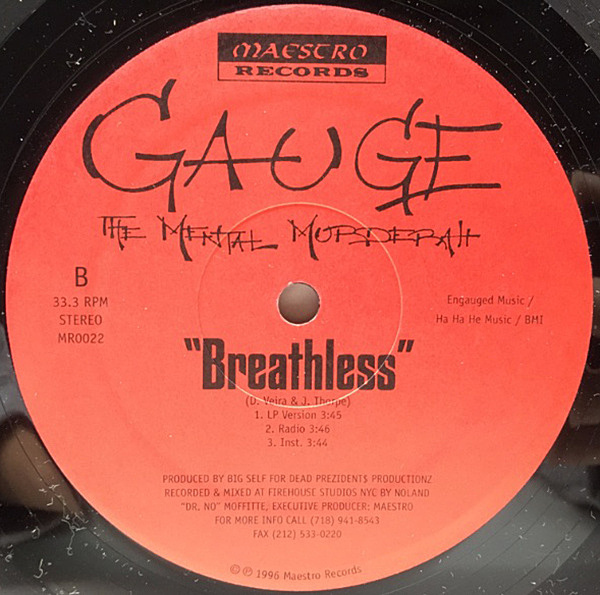 MAESTRO
RECORDS
GAUGE
THE MENTAL MURDERAH
B
33.3 RPM
STEREO
MR0022
Engauged Music /
Ha Ha He Music / BMI
"Breathless"
(D. Veira & J. Thorpe)
1. LP Version 3:45
2. Radio 3:46
3. Inst. 3:44
PRODUCED BY BIG SELF FOR DEAD PREZIDENT$ PRODUCTIONZ
RECORDED & MIXED AT FIREHOUSE STUDIOS NYC BY NOLAND
"DR. NO" MOFFITTE, EXECUTIVE PRODUCER: MAESTRO
FOR MORE INFO CALL (718) 941-8543
FAX (212) 533-0220
© ℗ 1996 Maestro Records